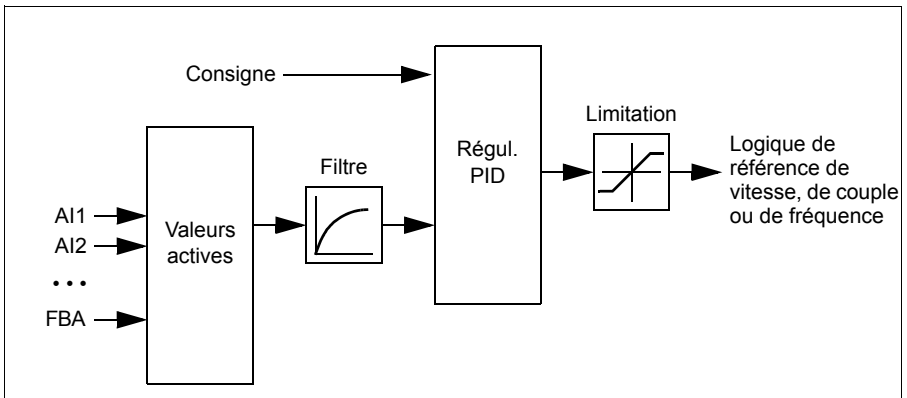 Consigne
Limitation
Régul.
PID
Logique de
référence de
vitesse, de couple
ou de fréquence
Filtre
AI1
AI2
...
FBA
Valeurs
actives